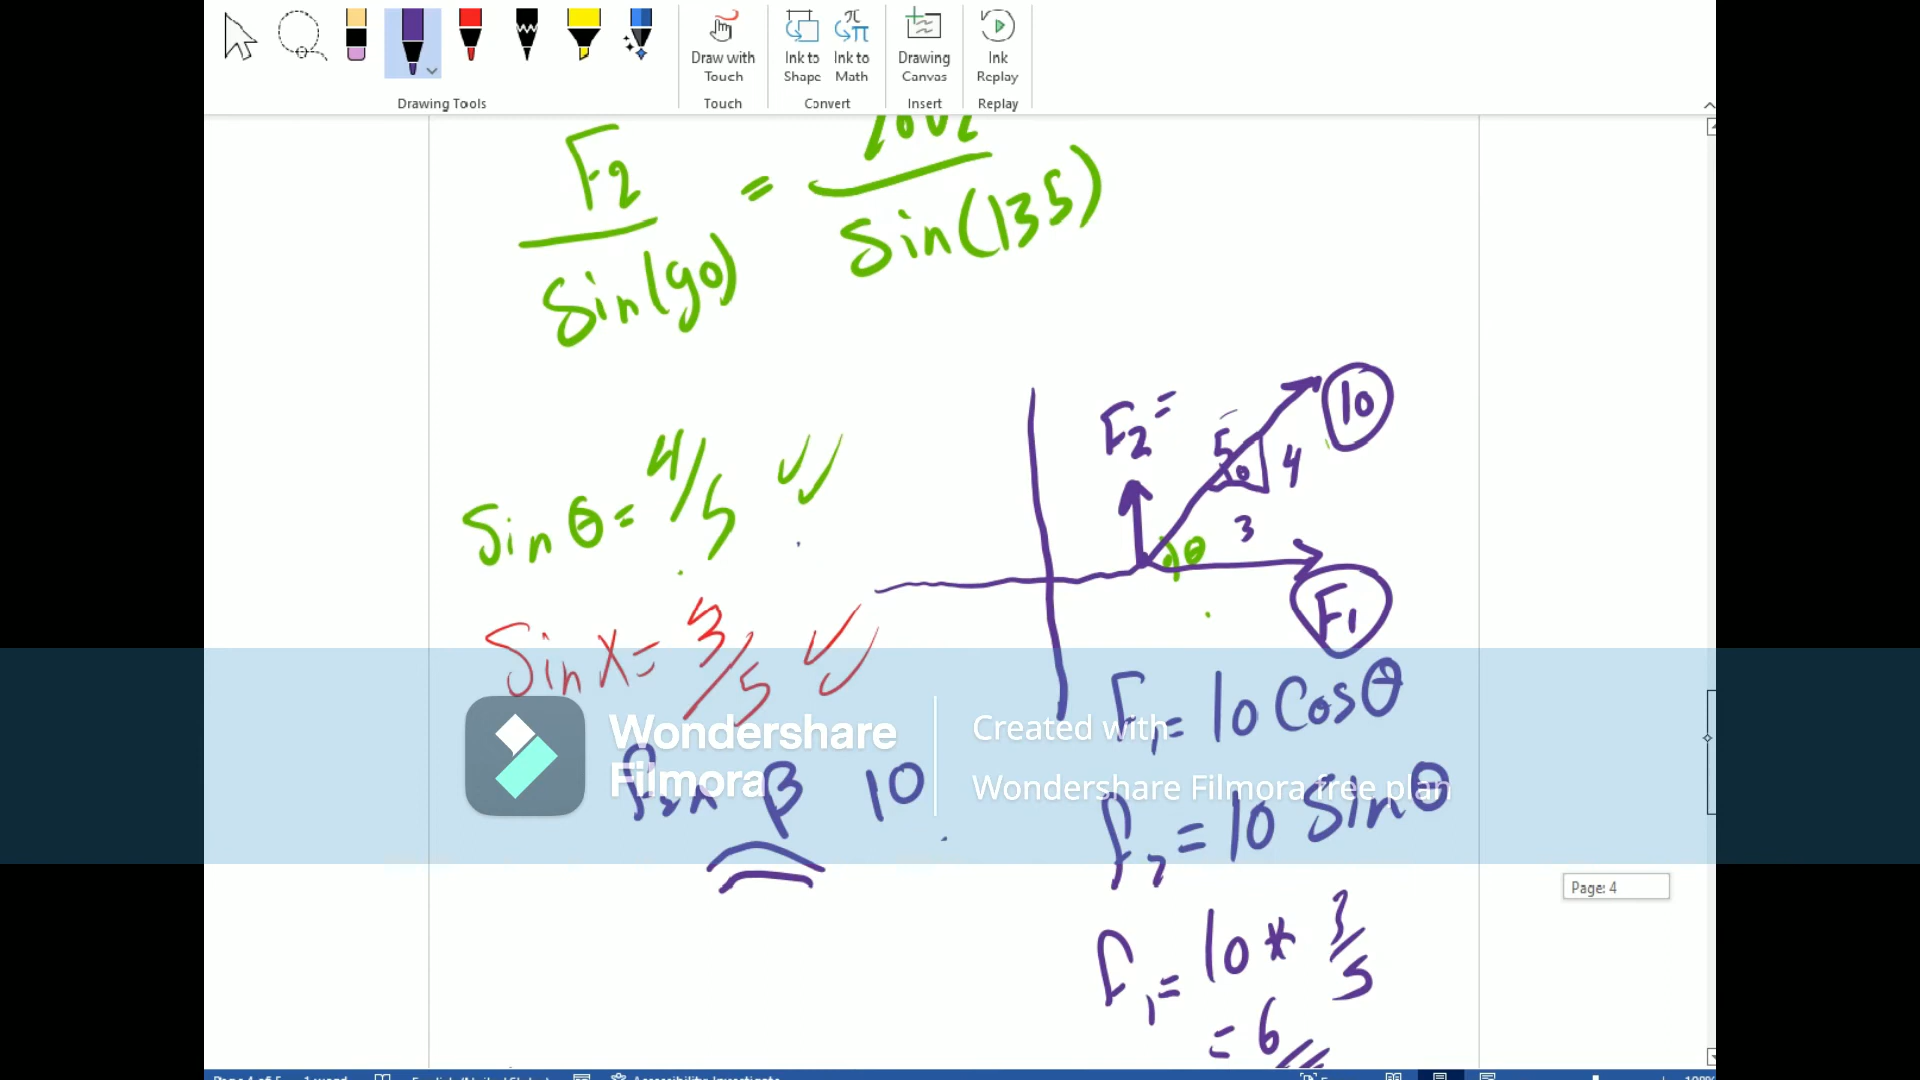 Draw with Touch
Ink to Shape
Ink to Math
Drawing Canvas
Ink Replay
Drawing Tools
Touch
Convert
Insert
Replay
F2
Sin(90)
=
Sin(135)
F2 =
10
5
4
θ
3
θ
F1
Sin θ = 4/5
Sin x = 3/5
F1 = 10 Cos θ
F2 = 10 Sin θ
β 10
Wondershare
Filmora
Created with
Wondershare Filmora free plan
Page: 4
F1 = 10 * 3/5
= 6